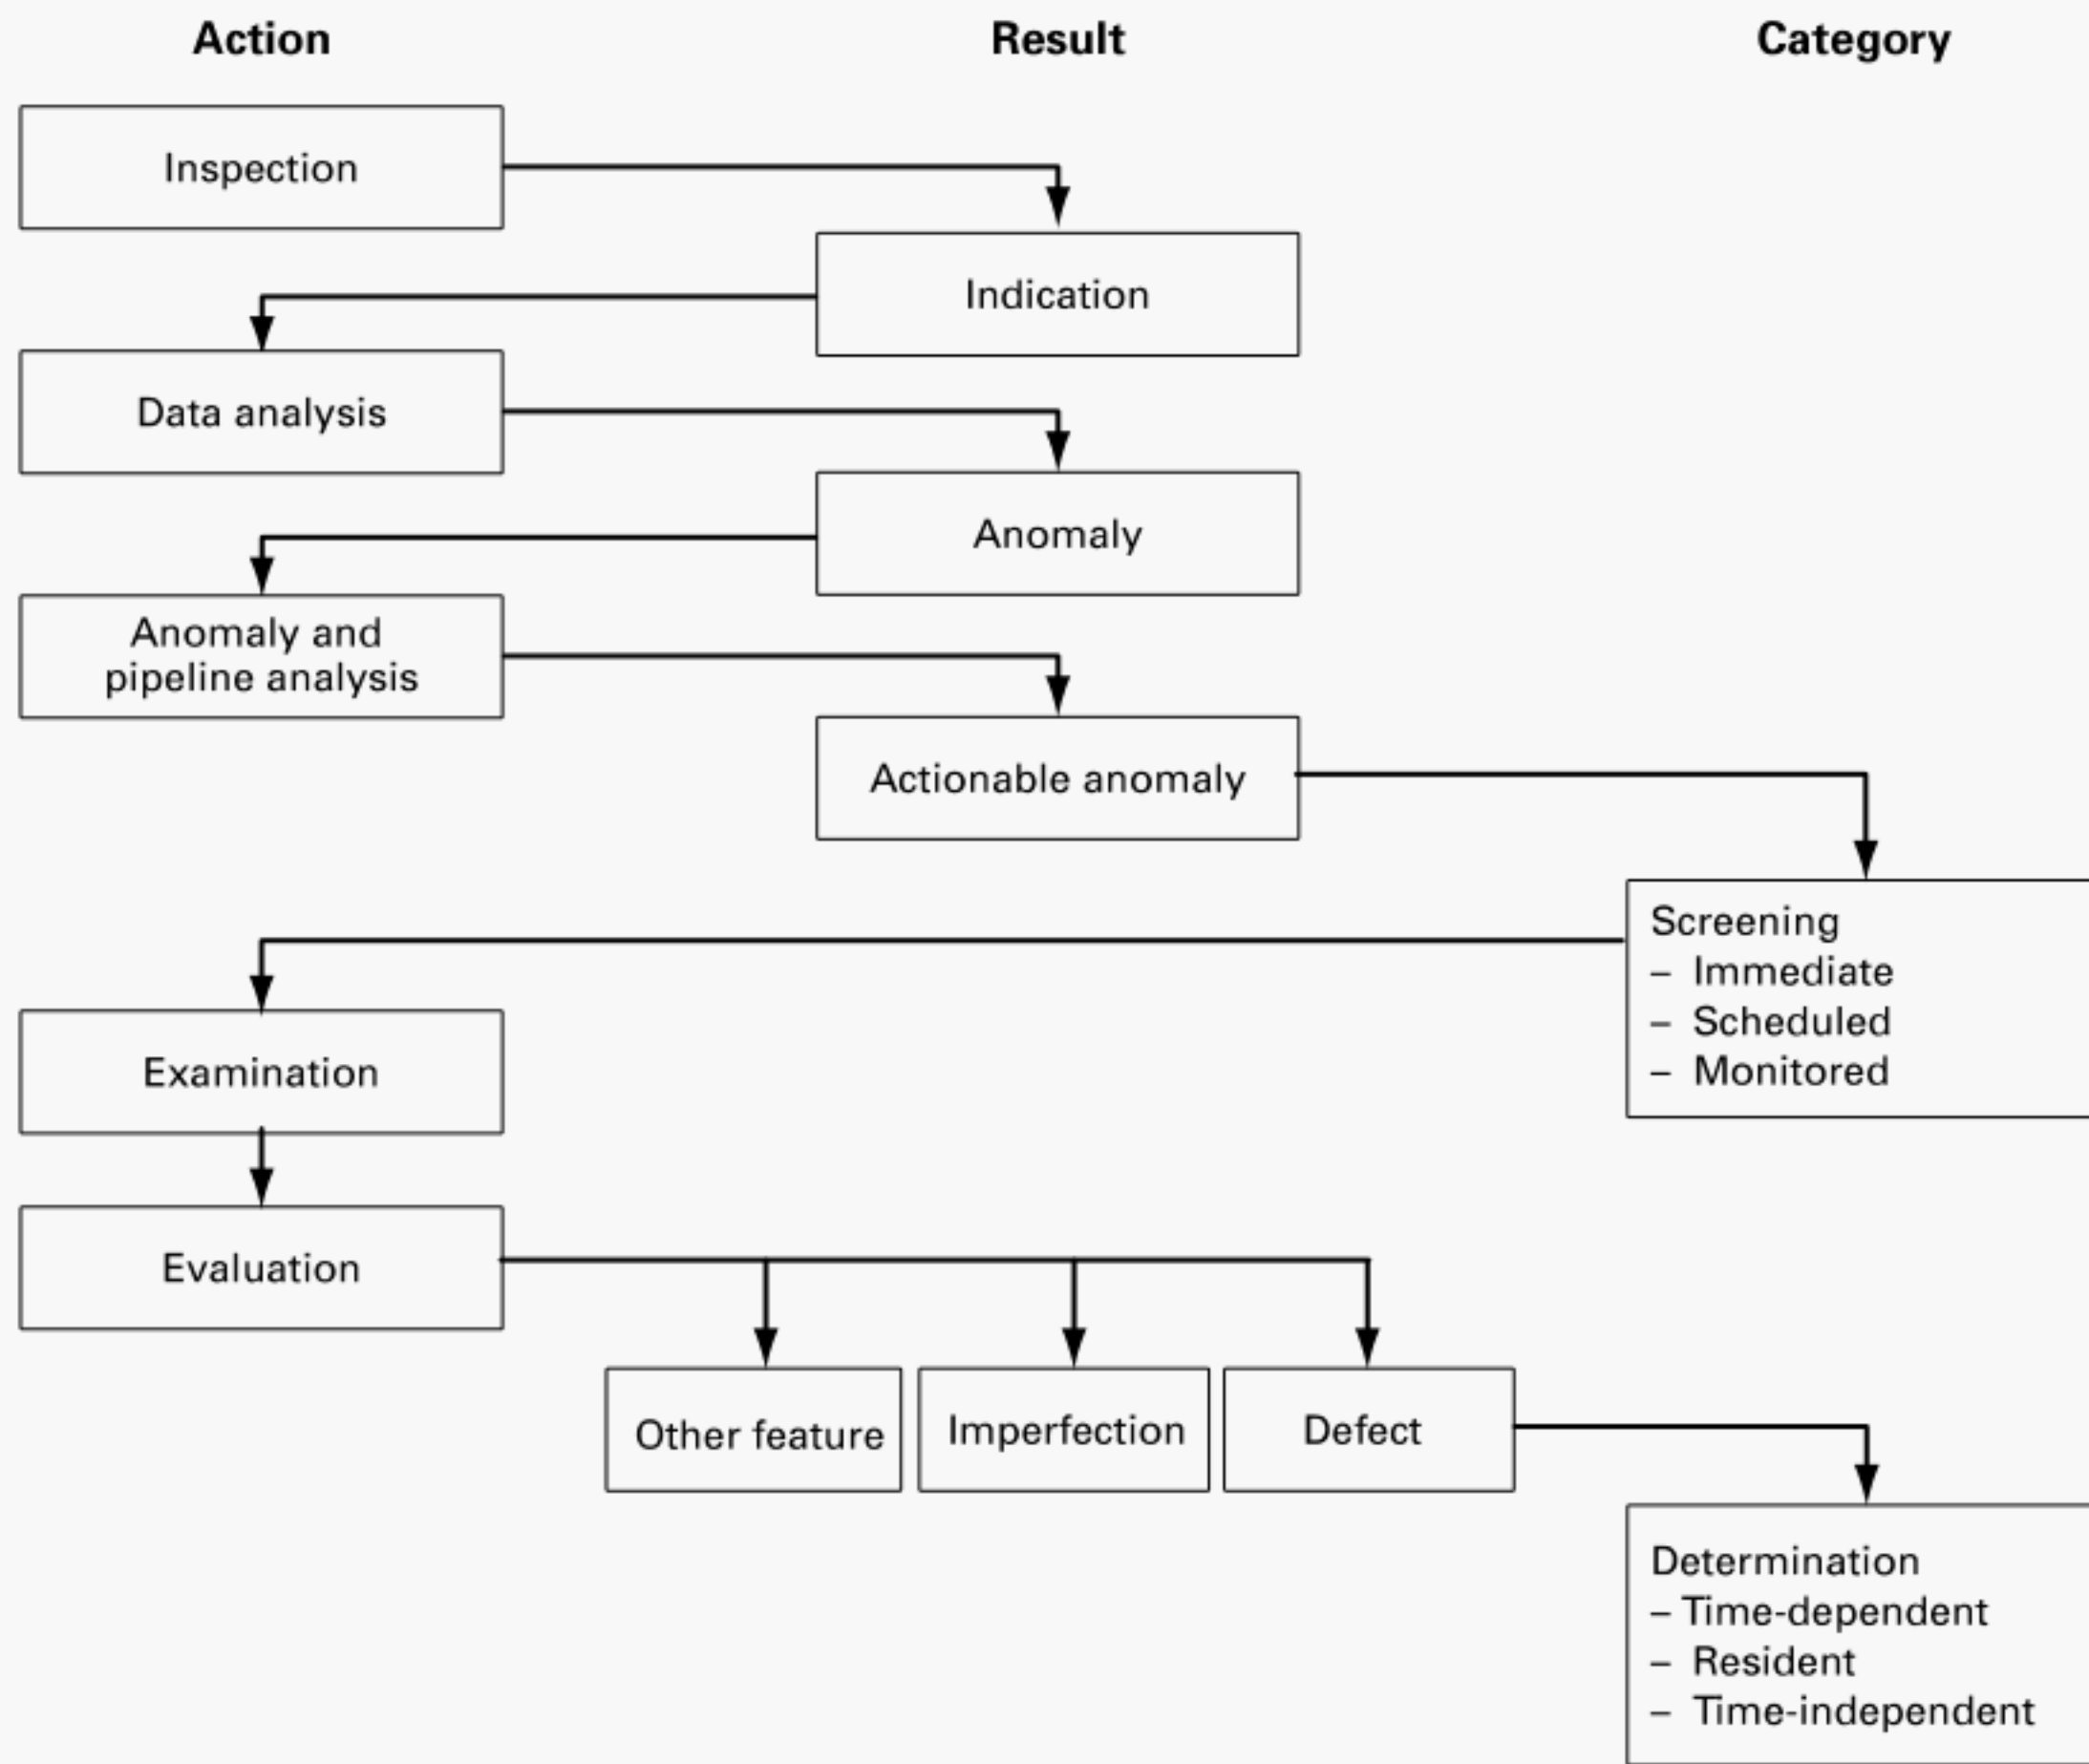 Action
Result
Category
Inspection
Indication
Data analysis
Anomaly
Anomaly and
pipeline analysis
Actionable anomaly
Screening
– Immediate
– Scheduled
– Monitored
Examination
Evaluation
Other feature
Imperfection
Defect
Determination
– Time-dependent
– Resident
– Time-independent